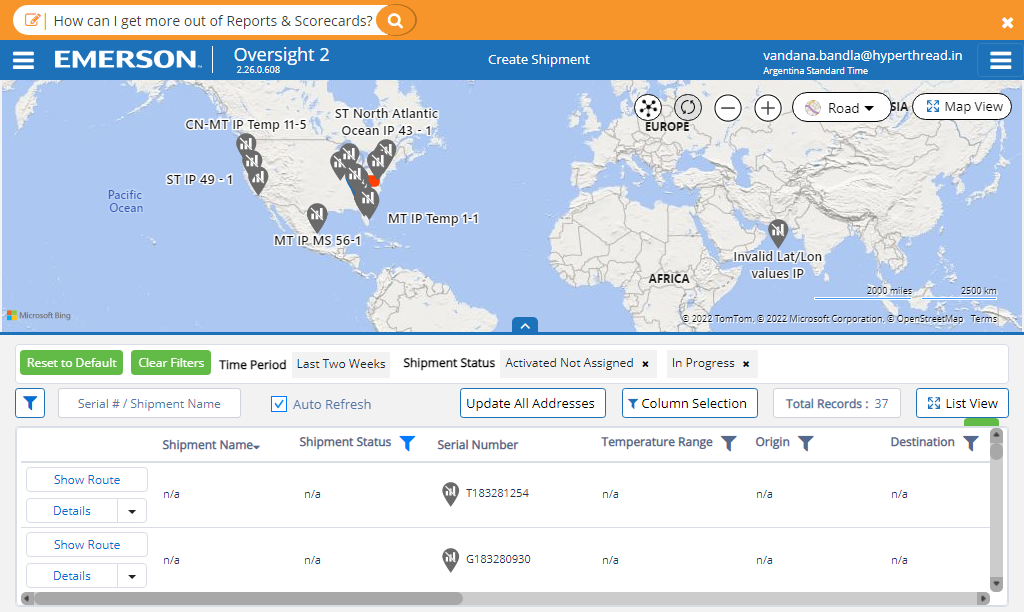 How can I get more out of Reports & Scorecards?
EMERSON
Oversight 2
2.26.0.608
Create Shipment
vandana.bandla@hyperthread.in
Argentina Standard Time
CN-MT IP Temp 11-5
ST North Atlantic
Ocean IP 43 - 1
EUROPE
Road
SIA
Map View
ST IP 49 - 1
Pacific
Ocean
MT IP Temp 1-1
MT IP MS 56-1
Invalid Lat/Lon
values IP
AFRICA
2000 miles
2500 km
Microsoft Bing
© 2022 TomTom, © 2022 Microsoft Corporation, © OpenStreetMap Terms
Reset to Default
Clear Filters
Time Period
Last Two Weeks
Shipment Status
Activated Not Assigned
In Progress
Serial # / Shipment Name
Auto Refresh
Update All Addresses
Column Selection
Total Records : 37
List View
Shipment Name
Shipment Status
Serial Number
Temperature Range
Origin
Destination
Show Route
Details
n/a
n/a
T183281254
n/a
n/a
n/a
Show Route
Details
n/a
n/a
G183280930
n/a
n/a
n/a